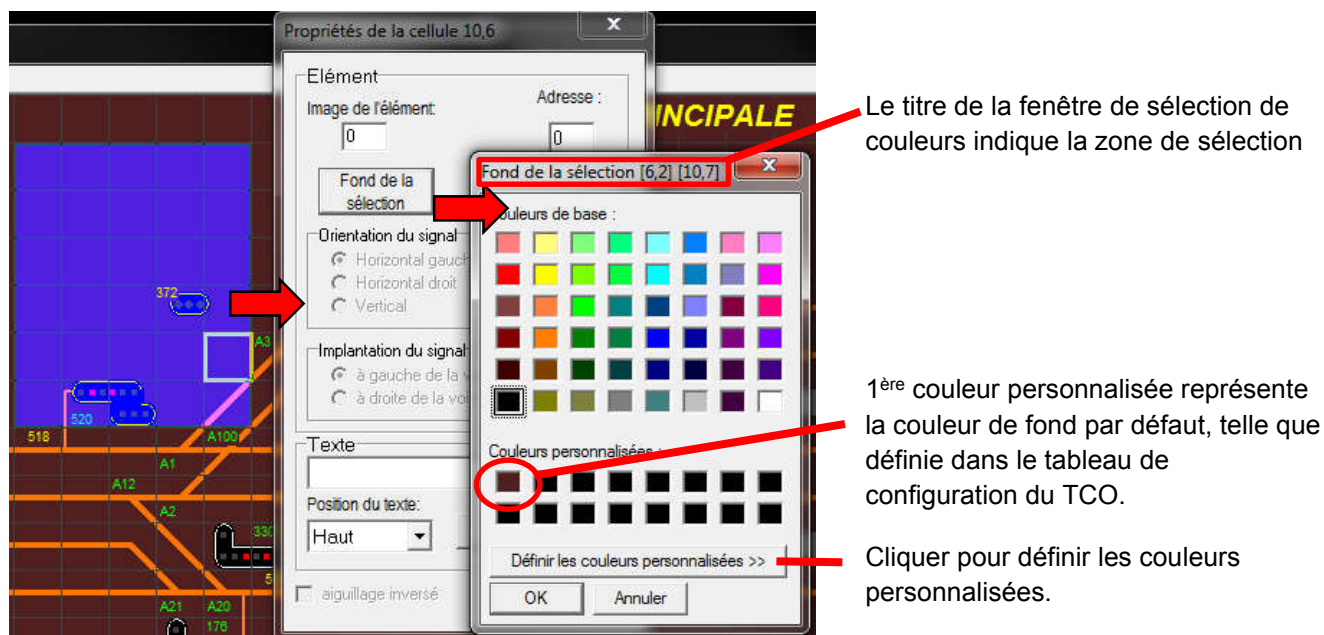 Propriétés de la cellule 10,6
x
Elément
Image de l'élément:
Adresse :
0
0
Fond de la
sélection
Orientation du signal
Horizontal gauch
Horizontal droit
Vertical
Implantation du signal
à gauche de la v
à droite de la voi
Texte
Position du texte:
Haut
aiguillage inversé
INCIPALE
Fond de la sélection [6,2] [10,7]
x
ouleurs de base :
Couleurs personnalisées :
Définir les couleurs personnalisées >>
OK
Annuler
372
A3
520
518
A100
A1
A12
A2
330
5
A21
A20
176
Le titre de la fenêtre de sélection de
couleurs indique la zone de sélection
1ère couleur personnalisée représente
la couleur de fond par défaut, telle que
définie dans le tableau de
configuration du TCO.
Cliquer pour définir les couleurs
personnalisées.